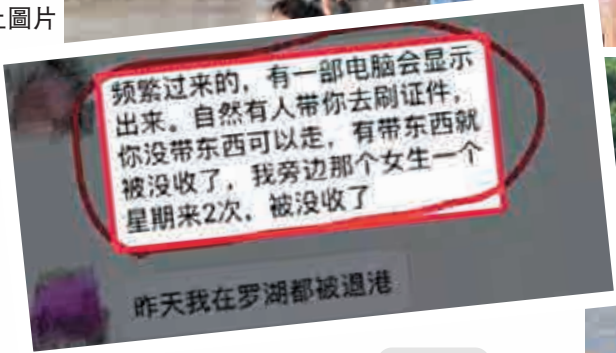 上圖片
频繁过来的，有一部电脑会显示
出来。自然有人带你去刷证件，
你没带东西可以走，有带东西就
被没收了，我旁边那个女生一个
星期来2次，被没收了
昨天我在罗湖都被退港